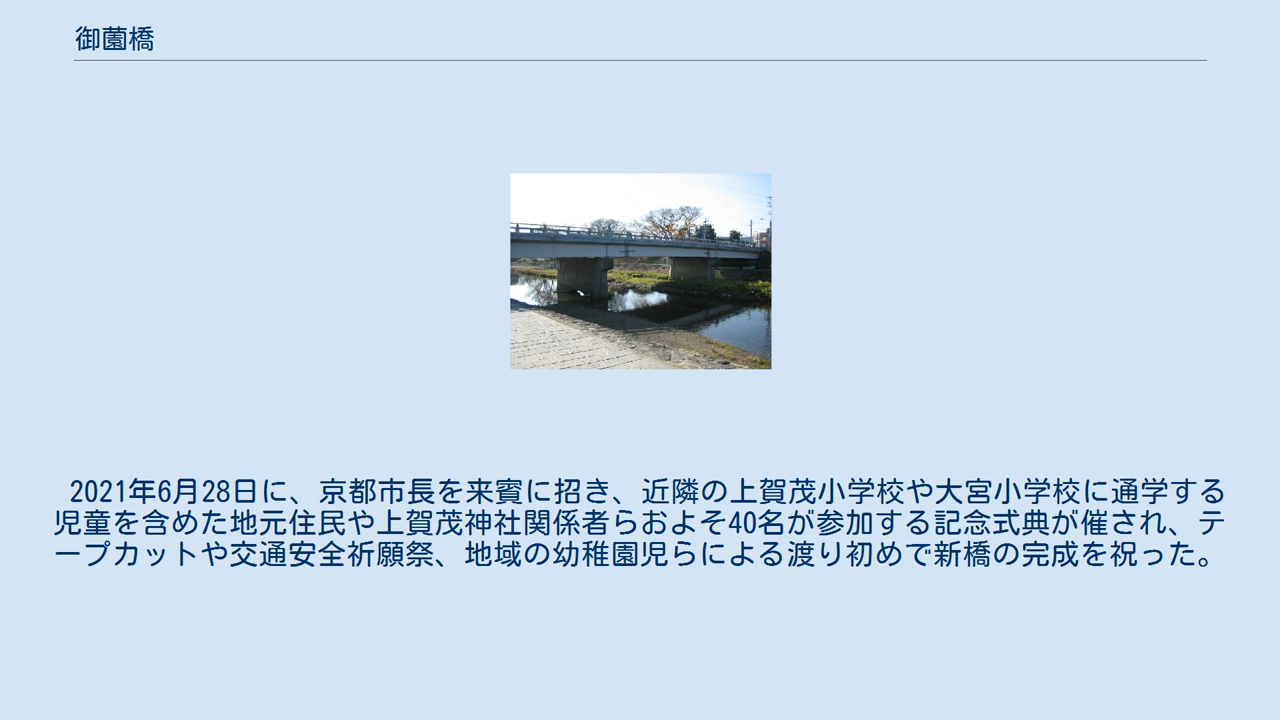 御薗橋
2021年6月28日に、京都市長を来賓に招き、近隣の上賀茂小学校や大宮小学校に通学する
児童を含めた地元住民や上賀茂神社関係者らおよそ40名が参加する記念式典が催され、テ
ープカットや交通安全祈願祭、地域の幼稚園児らによる渡り初めで新橋の完成を祝った。